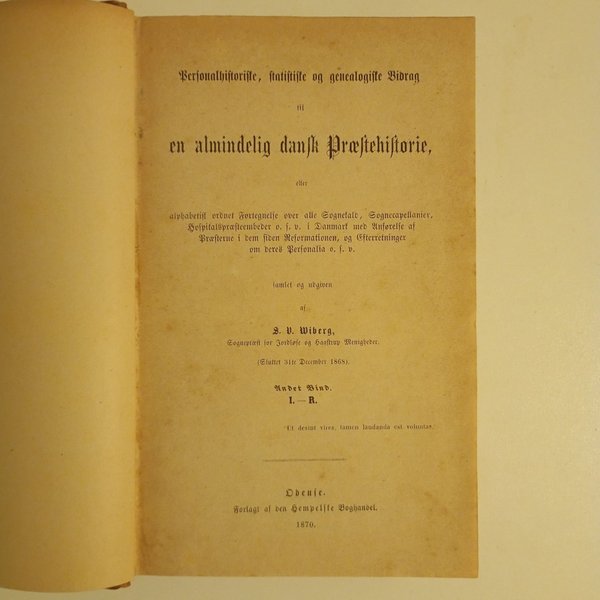 Personalhistoriske, statistiske og genealogiske Bidrag
til
en almindelig dansk Præstehistorie,
eller
alphabetisk ordnet Fortegnelse over alle Sognekald, Sognecapellanier,
Hospitalspræsteembeder o. s. v. i Danmark med Anførelse af
Præsterne i dem siden Reformationen, og Efterretninger
om deres Personalia o. s. v.
samlet og udgiven
af
S. V. Wiberg,
Sognepræst for Jordløse og Haastrup Menigheder.
(Sluttet 31te December 1868).
Andet Bind.
I. — R.
"Ut desint vires, tamen laudanda est voluntas.
Odense.
Forlagt af den Hempelske Boghandel.
1870.